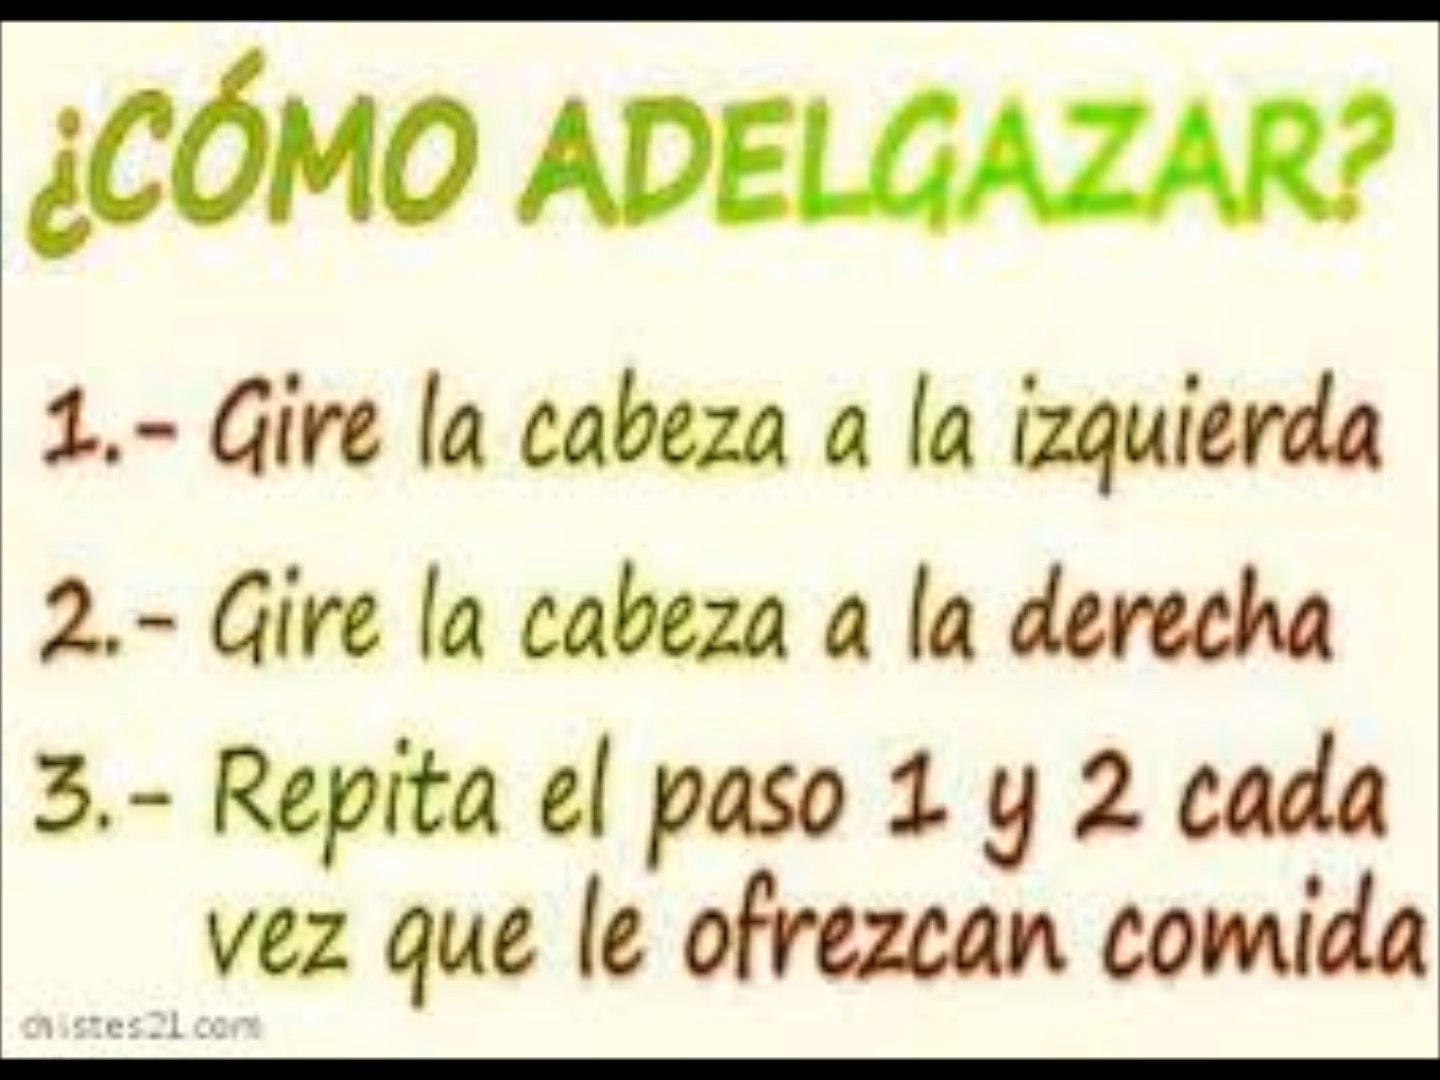 ¿CÓMO ADELGAZAR?
1.- Gire la cabeza a la izquierda
2.- Gire la cabeza a la derecha
3.- Repita el paso 1 y 2 cada
vez que le ofrezcan comida
chistes21.com